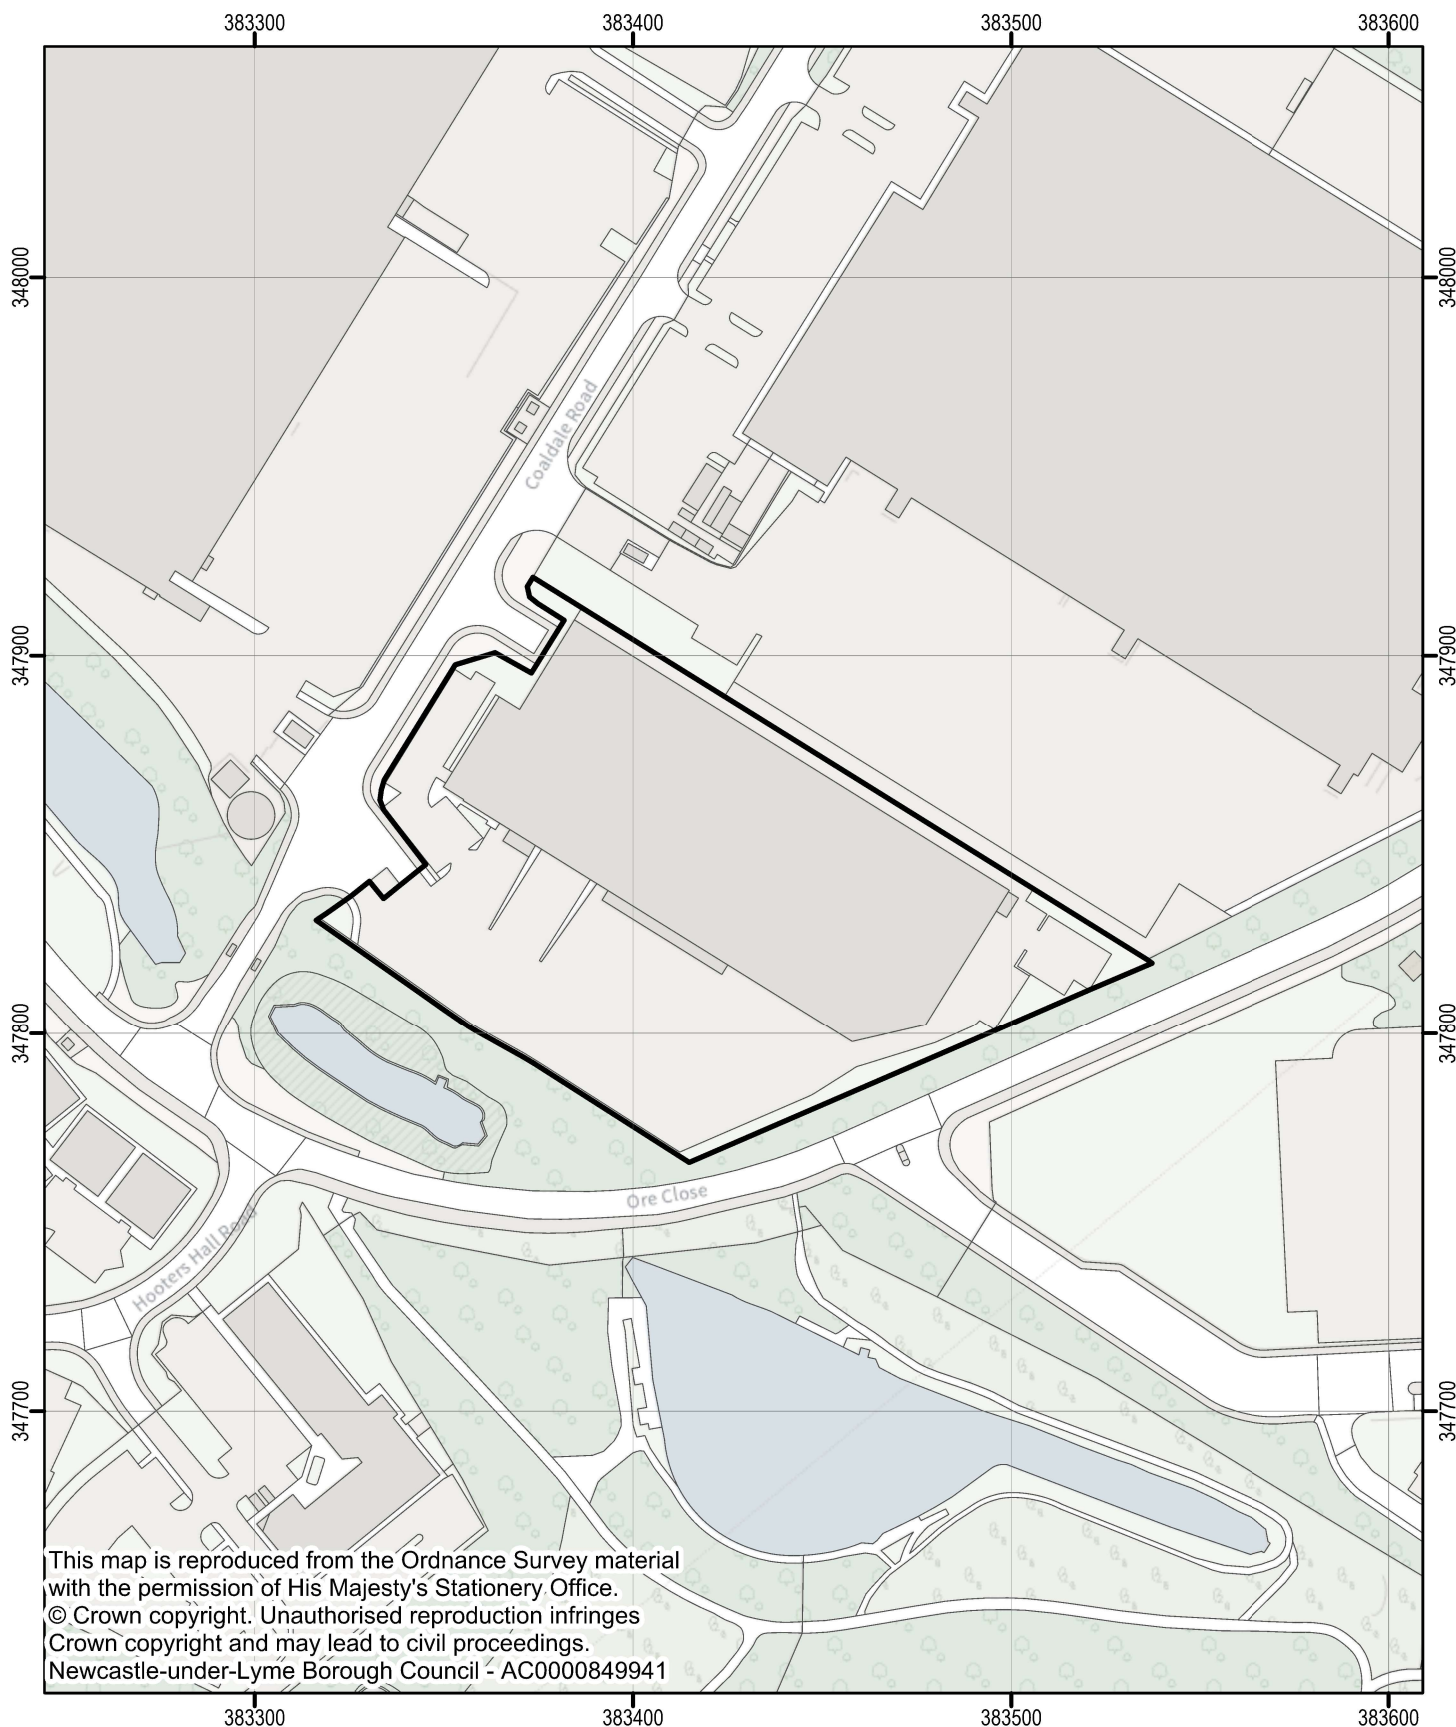 383300
383400
383500
383600
348000
348000
Coaldale Road
347900
347900
347800
347800
Ore Close
Hooters Hall Road
347700
347700
This map is reproduced from the Ordnance Survey material
with the permission of His Majesty's Stationery Office.
© Crown copyright. Unauthorised reproduction infringes
Crown copyright and may lead to civil proceedings.
Newcastle-under-Lyme Borough Council - AC0000849941
383300
383400
383500
383600